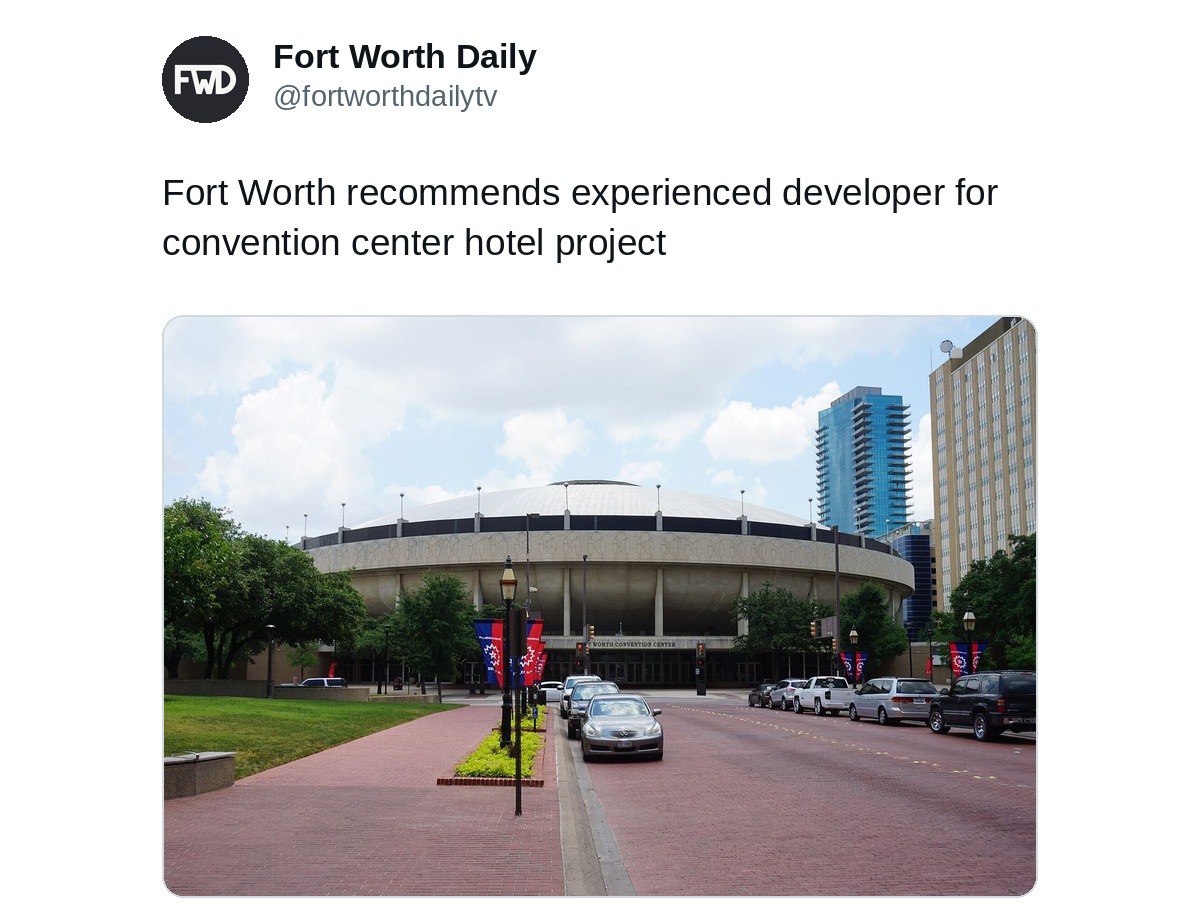 FWD
Fort Worth Daily
@fortworthdailytv
Fort Worth recommends experienced developer for
convention center hotel project
WORTH CONVENTION CENTER